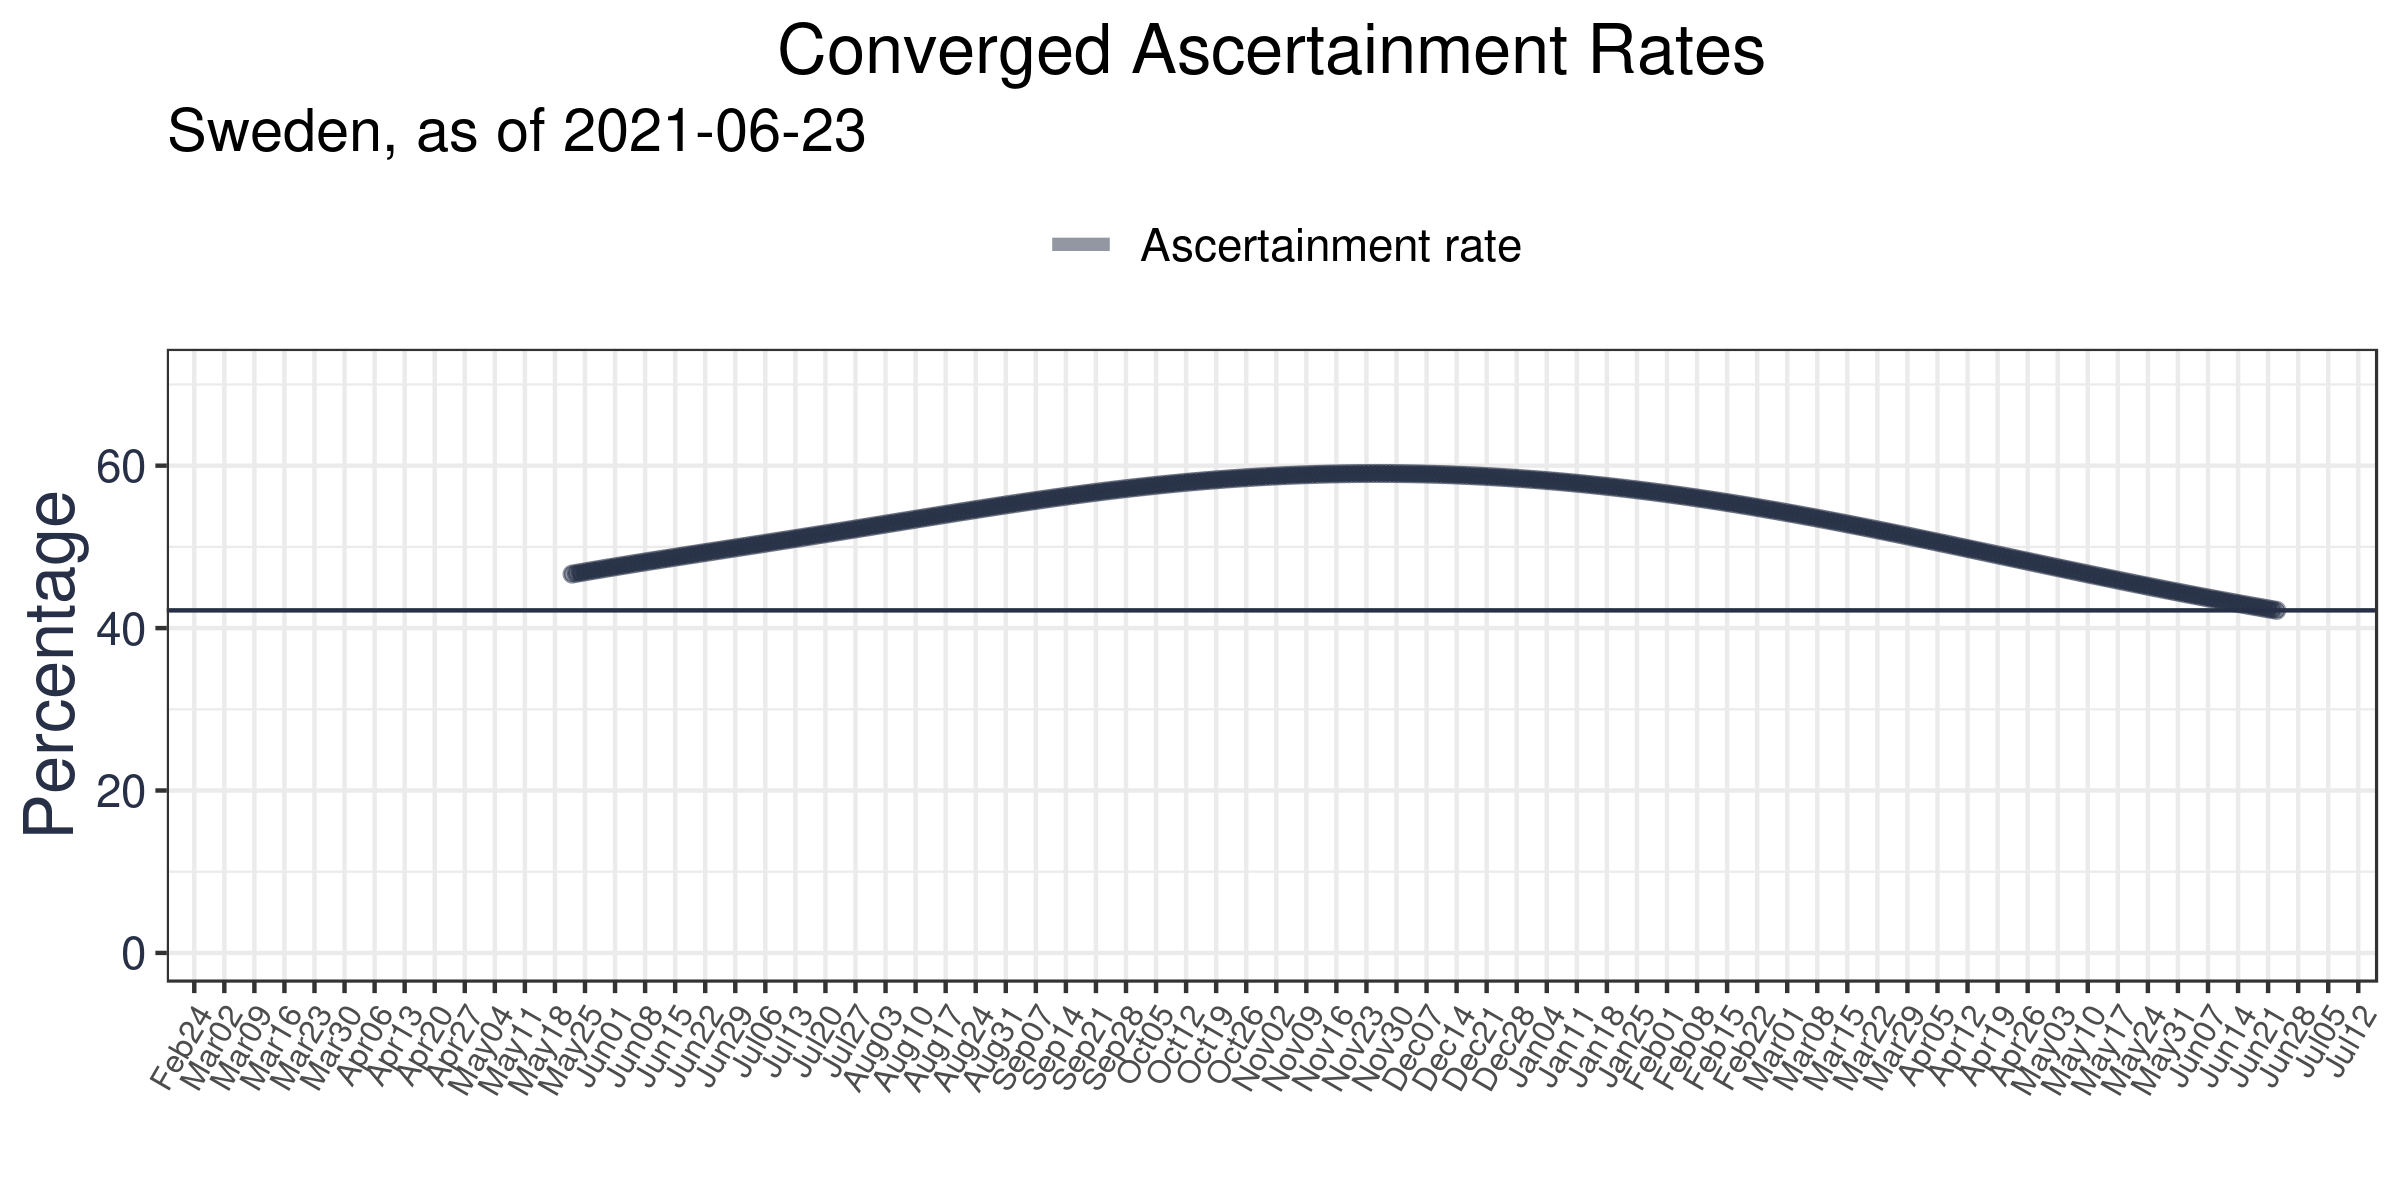 Converged Ascertainment Rates
Sweden, as of 2021-06-23
Ascertainment rate
Percentage
60
40
20
0
Feb24 Mar02 Mar09 Mar16 Mar23 Mar30 Apr06 Apr13 Apr20 Apr27 May04 May11 May18 May25 Jun01 Jun08 Jun15 Jun22 Jun29 Jul06 Jul13 Jul20 Jul27 Aug03 Aug10 Aug17 Aug24 Aug31 Sep07 Sep14 Sep21 Sep28 Oct05 Oct12 Oct19 Oct26 Nov02 Nov09 Nov16 Nov23 Nov30 Dec07 Dec14 Dec21 Dec28 Jan04 Jan11 Jan18 Jan25 Feb01 Feb08 Feb15 Feb22 Mar01 Mar08 Mar15 Mar22 Mar29 Apr05 Apr12 Apr19 Apr26 May03 May10 May17 May24 May31 Jun07 Jun14 Jun21 Jun28 Jul05 Jul12